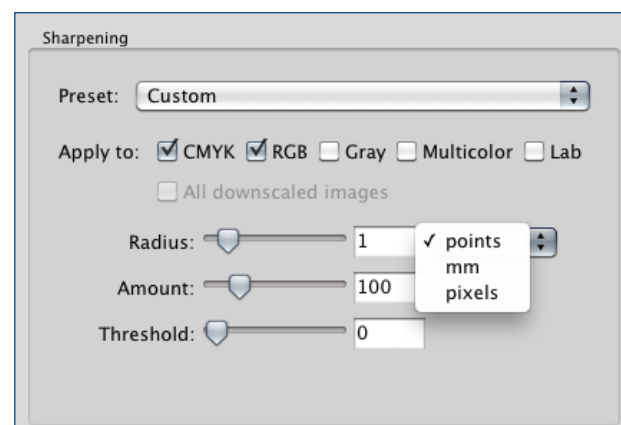 Sharpening
Preset: Custom
Apply to: CMYK RGB Gray Multicolor Lab
All downscaled images
Radius: 1 ✓ points
mm
Amount: 100 pixels
Threshold: 0